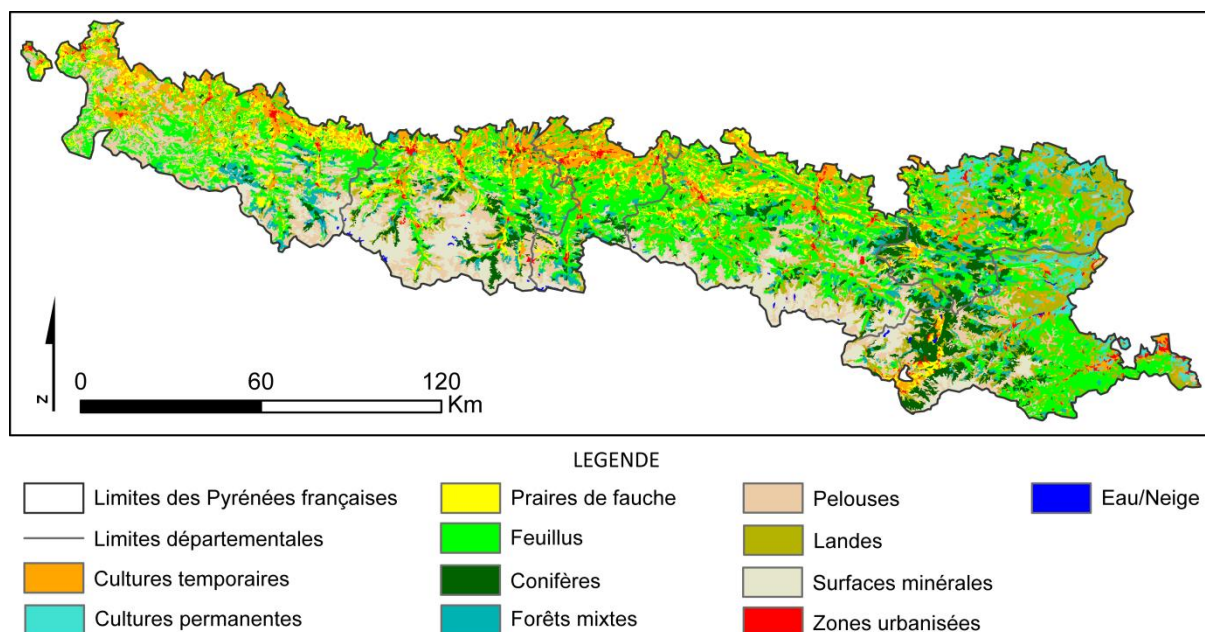 N
0 60 120
Km
LEGENDE
Limites des Pyrénées françaises
Limites départementales
Cultures temporaires
Cultures permanentes
Praires de fauche
Feuillus
Conifères
Forêts mixtes
Pelouses
Landes
Surfaces minérales
Zones urbanisées
Eau/Neige